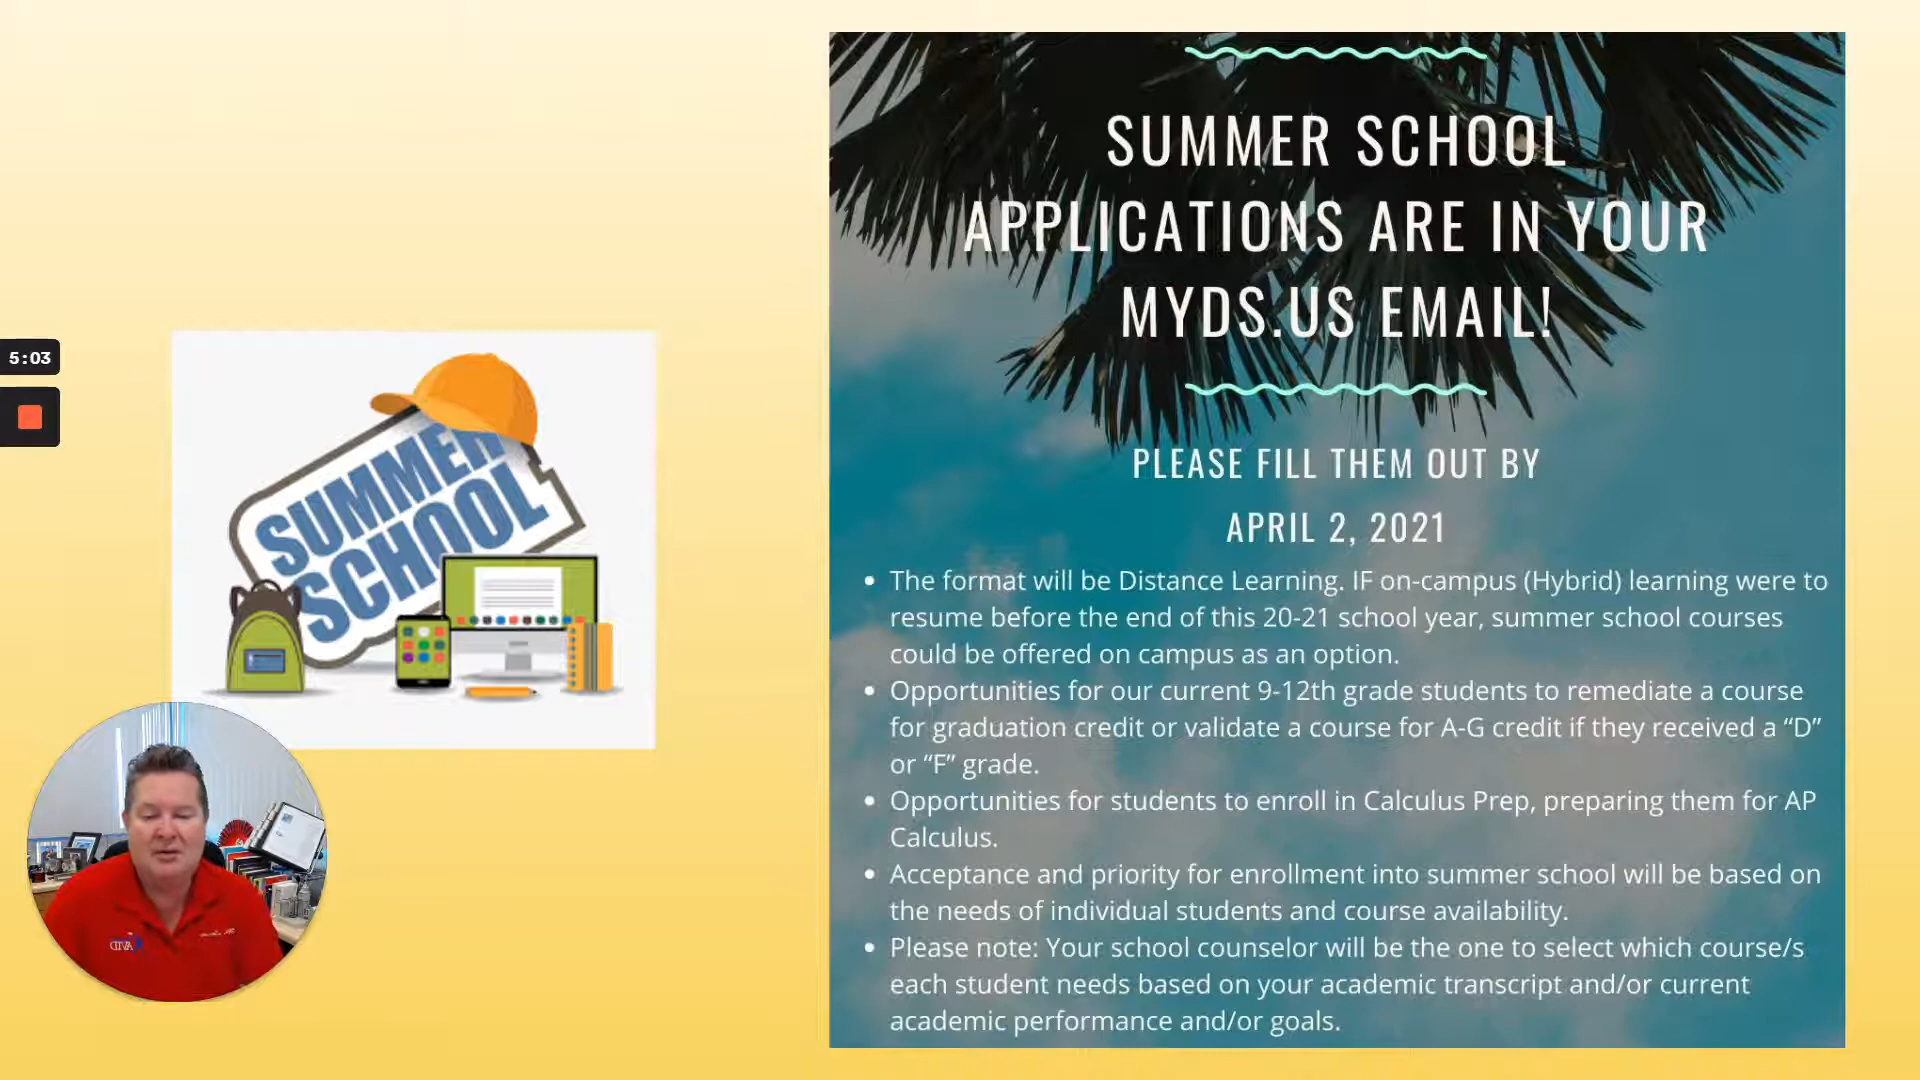 SUMMER SCHOOL
APPLICATIONS ARE IN YOUR
MYDS.US EMAIL!
PLEASE FILL THEM OUT BY
APRIL 2, 2021
• The format will be Distance Learning. IF on-campus (Hybrid) learning were to
resume before the end of this 20-21 school year, summer school courses
could be offered on campus as an option.
• Opportunities for our current 9-12th grade students to remediate a course
for graduation credit or validate a course for A-G credit if they received a “D”
or “F” grade.
• Opportunities for students to enroll in Calculus Prep, preparing them for AP
Calculus.
• Acceptance and priority for enrollment into summer school will be based on
the needs of individual students and course availability.
• Please note: Your school counselor will be the one to select which course/s
each student needs based on your academic transcript and/or current
academic performance and/or goals.
5:03
SUMMER
SCHOOL
AVID